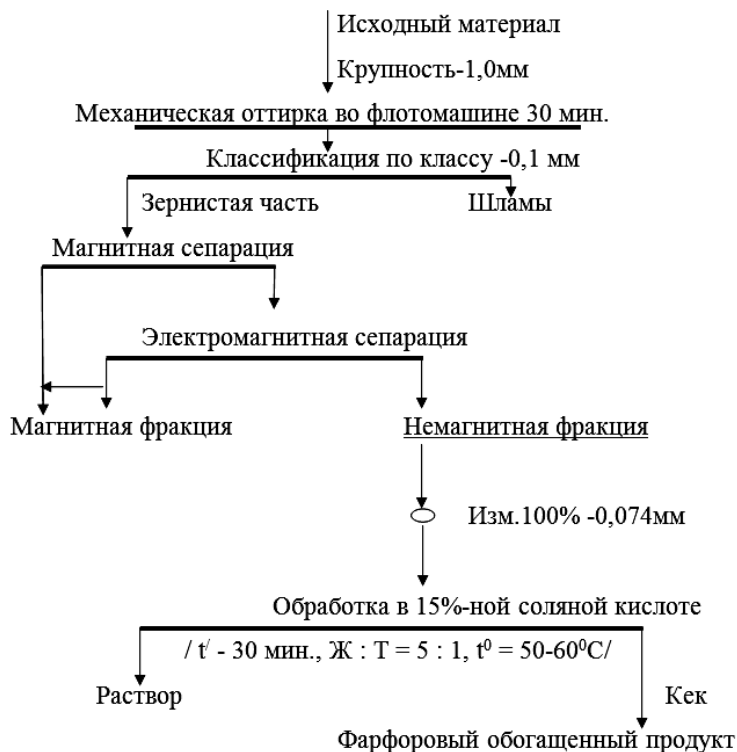 Исходный материал
Крупность-1,0мм
Механическая оттирка во флотомашине 30 мин.
Классификация по классу -0,1 мм
Зернистая часть Шламы
Магнитная сепарация
Электромагнитная сепарация
Магнитная фракция Немагнитная фракция
Изм.100% -0,074мм
Обработка в 15%-ной соляной кислоте
/ t/ - 30 мин., Ж : Т = 5 : 1, t⁰ = 50-60⁰С/
Раствор Кек
Фарфоровый обогащенный продукт